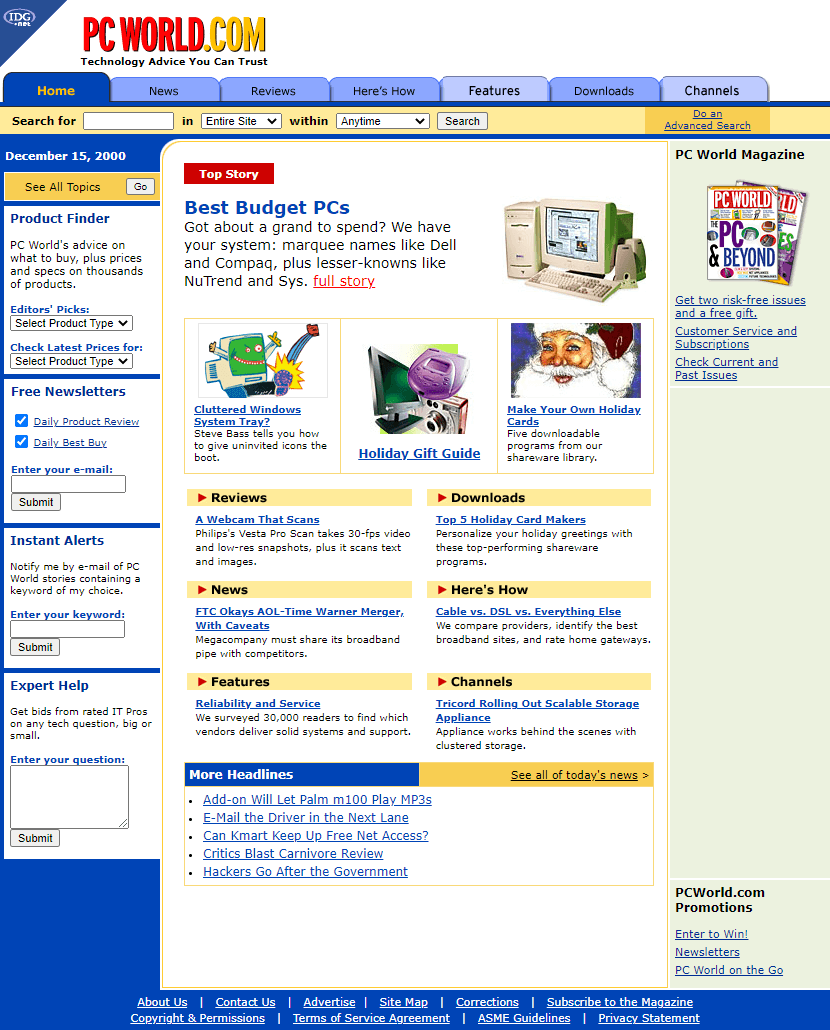 IDG
.net
PC WORLD.COM
Technology Advice You Can Trust
Home
News
Reviews
Here's How
Features
Downloads
Channels
Search for
in
Entire Site
within
Anytime
Search
Do an
Advanced Search
December 15, 2000
See All Topics
Go
Product Finder
PC World's advice on
what to buy, plus prices
and specs on thousands
of products.
Editors' Picks:
Select Product Type
Check Latest Prices for:
Select Product Type
Free Newsletters
Daily Product Review
Daily Best Buy
Enter your e-mail:
Submit
Instant Alerts
Notify me by e-mail of PC
World stories containing a
keyword of my choice.
Enter your keyword:
Submit
Expert Help
Get bids from rated IT Pros
on any tech question, big or
small.
Enter your question:
Submit
Top Story
Best Budget PCs
Got about a grand to spend? We have
your system: marquee names like Dell
and Compaq, plus lesser-knowns like
NuTrend and Sys. full story
Cluttered Windows
System Tray?
Steve Bass tells you how
to give uninvited icons the
boot.
Holiday Gift Guide
Make Your Own Holiday
Cards
Five downloadable
programs from our
shareware library.
Reviews
A Webcam That Scans
Philips's Vesta Pro Scan takes 30-fps video
and low-res snapshots, plus it scans text
and images.
Downloads
Top 5 Holiday Card Makers
Personalize your holiday greetings with
these top-performing shareware
programs.
News
FTC Okays AOL-Time Warner Merger,
With Caveats
Megacompany must share its broadband
pipe with competitors.
Here's How
Cable vs. DSL vs. Everything Else
We compare providers, identify the best
broadband sites, and rate home gateways.
Features
Reliability and Service
We surveyed 30,000 readers to find which
vendors deliver solid systems and support.
Channels
Tricord Rolling Out Scalable Storage
Appliance
Appliance works behind the scenes with
clustered storage.
More Headlines
See all of today's news >
• Add-on Will Let Palm m100 Play MP3s
• E-Mail the Driver in the Next Lane
• Can Kmart Keep Up Free Net Access?
• Critics Blast Carnivore Review
• Hackers Go After the Government
PC World Magazine
PC WORLD
THE
PC &
BEYOND
Get two risk-free issues
and a free gift.
Customer Service and
Subscriptions
Check Current and
Past Issues
PCWorld.com
Promotions
Enter to Win!
Newsletters
PC World on the Go
About Us | Contact Us | Advertise | Site Map | Corrections | Subscribe to the Magazine
Copyright & Permissions | Terms of Service Agreement | ASME Guidelines | Privacy Statement